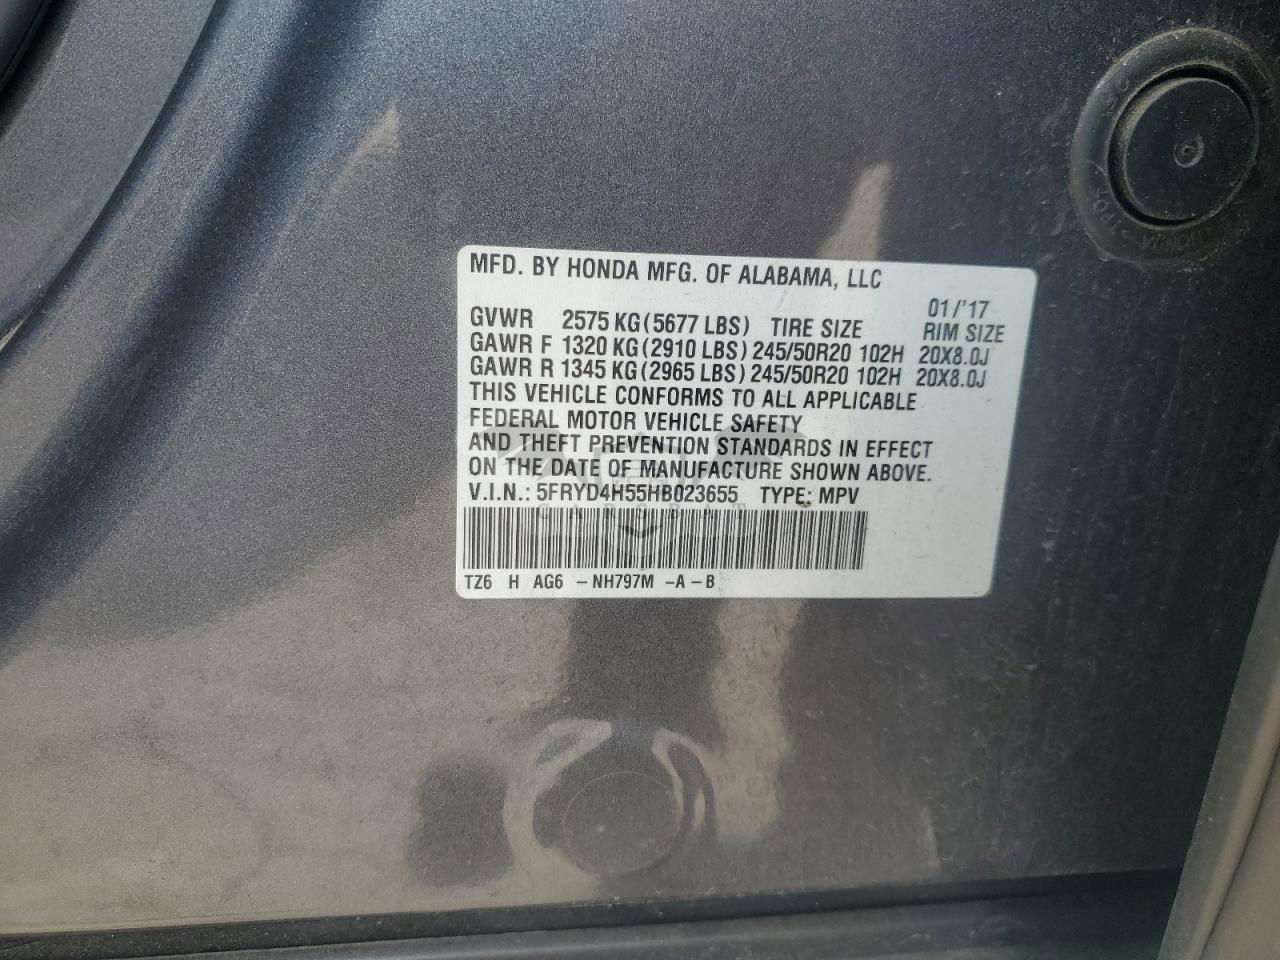 MFD. BY HONDA MFG. OF ALABAMA, LLC
01/'17
GVWR 2575 KG (5677 LBS) TIRE SIZE RIM SIZE
GAWR F 1320 KG (2910 LBS) 245/50R20 102H 20X8.0J
GAWR R 1345 KG (2965 LBS) 245/50R20 102H 20X8.0J
THIS VEHICLE CONFORMS TO ALL APPLICABLE
FEDERAL MOTOR VEHICLE SAFETY
AND THEFT PREVENTION STANDARDS IN EFFECT
ON THE DATE OF MANUFACTURE SHOWN ABOVE.
V.I.N.: 5FRYD4H55HB023655 TYPE: MPV
TZ6 H AG6 – NH797M – A – B
HONDA